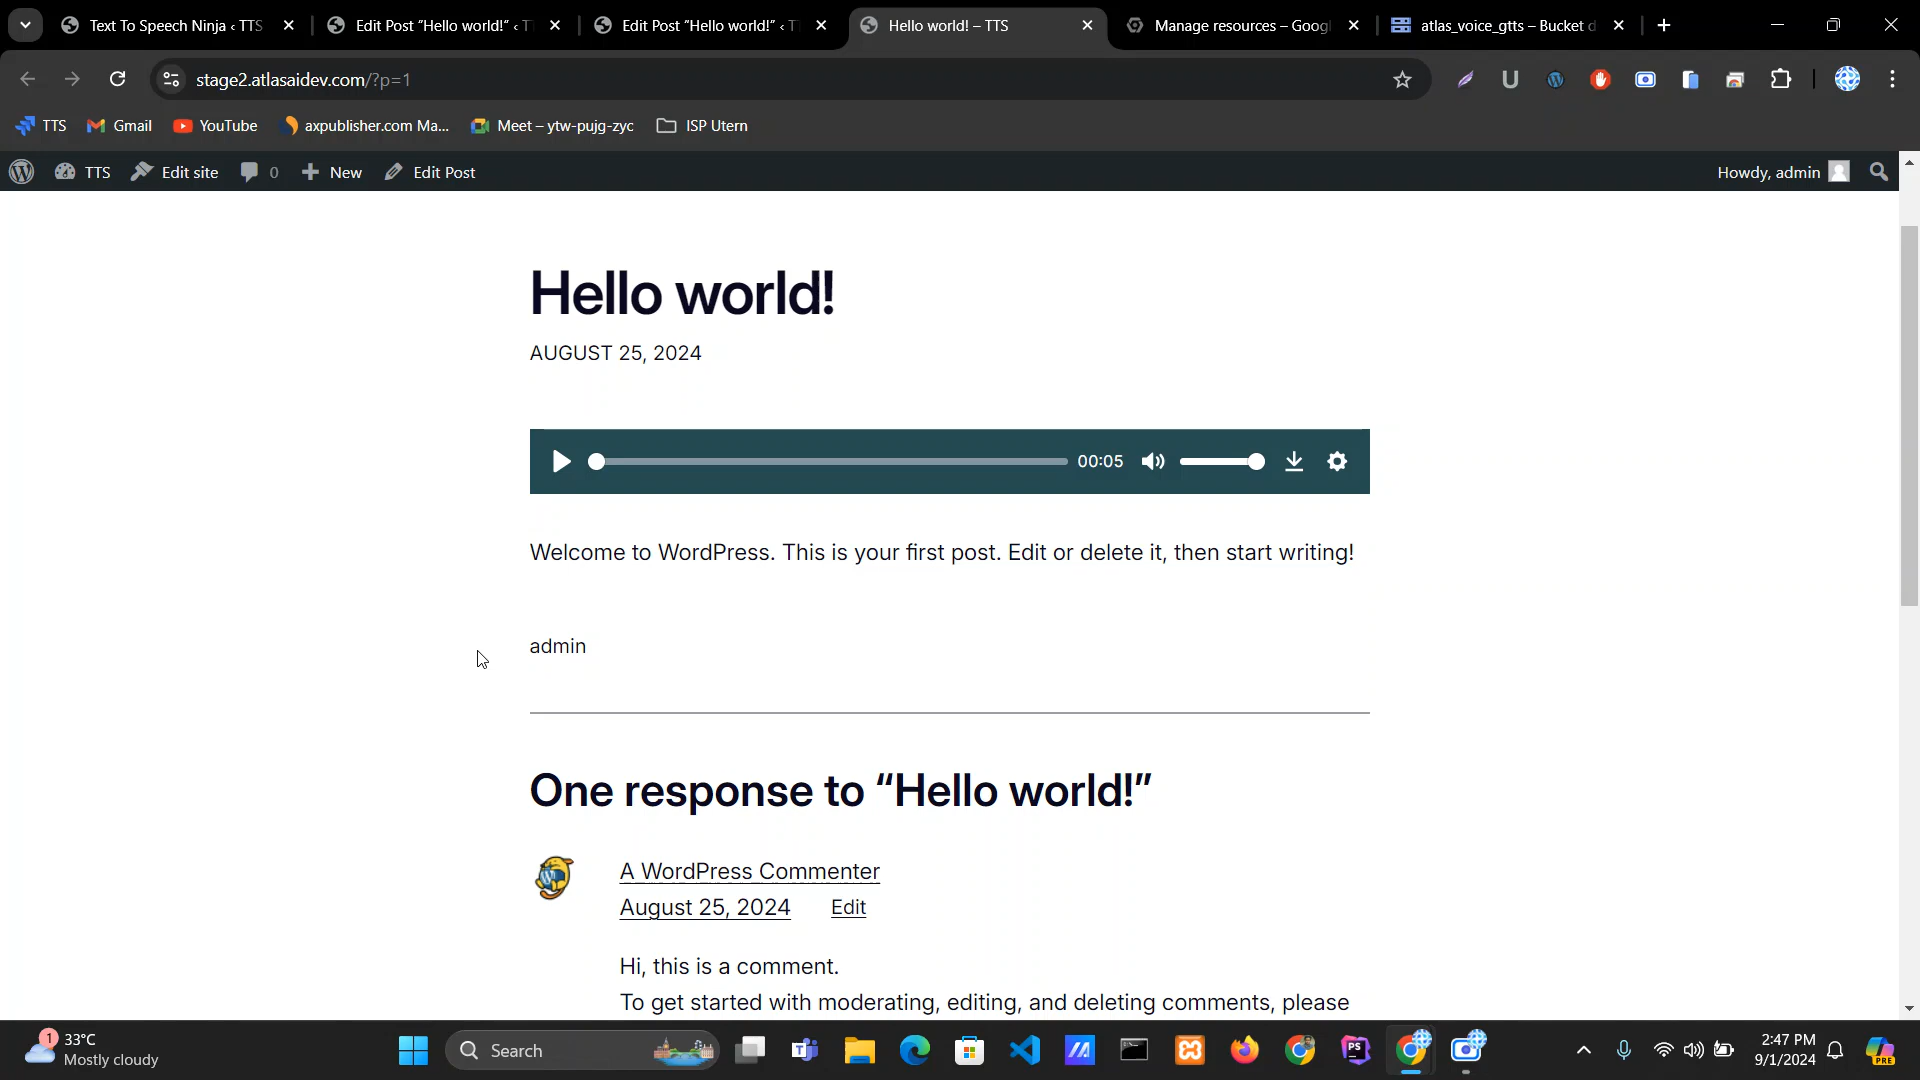 Text To Speech Ninja ‹ TTS
Edit Post "Hello world!" ‹ T
Edit Post "Hello world!" ‹ T
Hello world! – TTS
Manage resources – Googl
atlas_voice_gtts – Bucket d
stage2.atlasaidev.com/?p=1
TTS
Gmail
YouTube
axpublisher.com Ma...
Meet – ytw-pujg-zyc
ISP Utern
TTS
Edit site
0
New
Edit Post
Howdy, admin
Hello world!
AUGUST 25, 2024
00:05
Welcome to WordPress. This is your first post. Edit or delete it, then start writing!
admin
One response to “Hello world!”
A WordPress Commenter
August 25, 2024
Edit
Hi, this is a comment.
To get started with moderating, editing, and deleting comments, please
1
33°C
Mostly cloudy
Search
PS
PRE
2:47 PM
9/1/2024